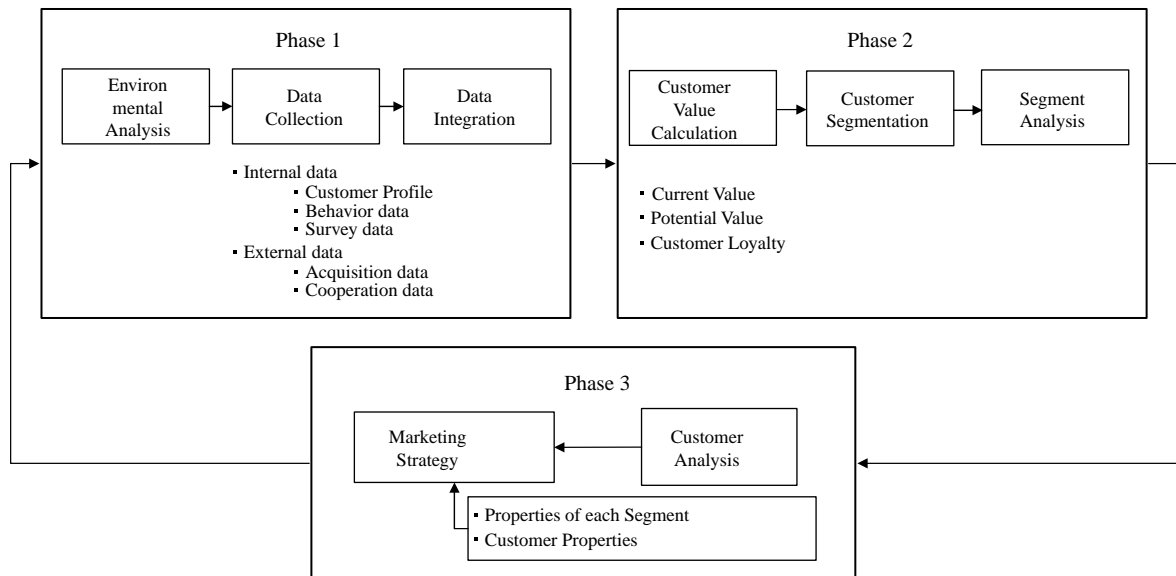 Phase 1
Environ
mental
Analysis
Data
Collection
Data
Integration
▪ Internal data
▪ Customer Profile
▪ Behavior data
▪ Survey data
▪ External data
▪ Acquisition data
▪ Cooperation data
Phase 2
Customer
Value
Calculation
Customer
Segmentation
Segment
Analysis
▪ Current Value
▪ Potential Value
▪ Customer Loyalty
Phase 3
Marketing
Strategy
Customer
Analysis
▪ Properties of each Segment
▪ Customer Properties